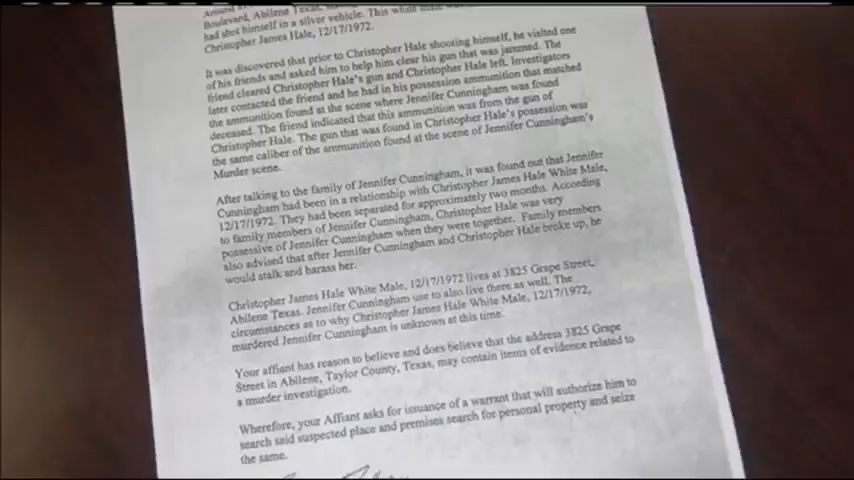 Boulevard, Abilene Texas,
had shot himself in a silver vehicle. This white male
Christopher James Hale, 12/17/1972.
It was discovered that prior to Christopher Hale shooting himself, he visited one
of his friends and asked him to help him clear his gun that was jammed. The
friend cleared Christopher Hale's gun and Christopher Hale left. Investigators
later contacted the friend and he had in his possession ammunition that matched
the ammunition found at the scene where Jennifer Cunningham was found
deceased. The friend indicated that this ammunition was from the gun of
Christopher Hale. The gun that was found in Christopher Hale's possession was
the same caliber of the ammunition found at the scene of Jennifer Cunningham's
Murder scene.
After talking to the family of Jennifer Cunningham, it was found out that Jennifer
Cunningham had been in a relationship with Christopher James Hale White Male,
12/17/1972. They had been separated for approximately two months. According
to family members of Jennifer Cunningham, Christopher Hale was very
possessive of Jennifer Cunningham when they were together. Family members
also advised that after Jennifer Cunningham and Christopher Hale broke up, he
would stalk and harass her.
Christopher James Hale White Male, 12/17/1972 lives at 3825 Grape Street,
Abilene Texas. Jennifer Cunningham use to also live there as well. The
circumstances as to why Christopher James Hale White Male, 12/17/1972,
murdered Jennifer Cunningham is unknown at this time.
Your affiant has reason to believe and does believe that the address 3825 Grape
Street in Abilene, Taylor County, Texas, may contain items of evidence related to
a murder investigation.
Wherefore, your Affiant asks for issuance of a warrant that will authorize him to
search said suspected place and premises search for personal property and seize
the same.